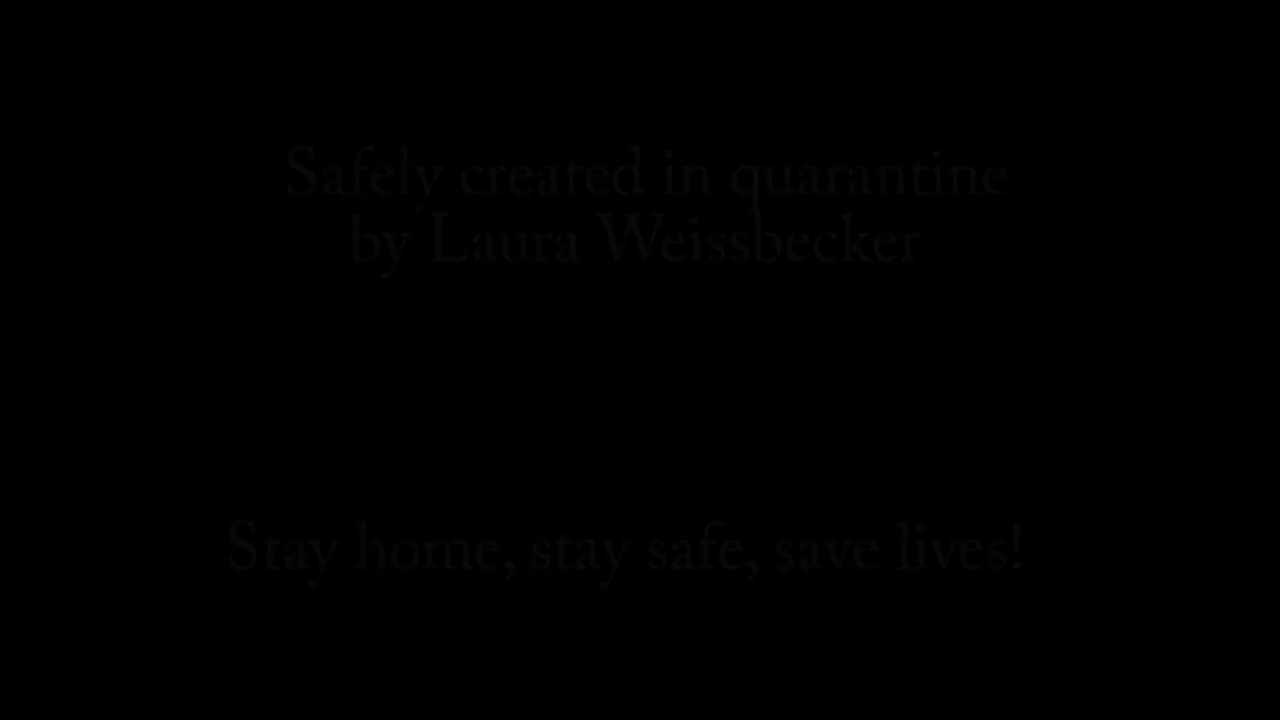 Safely created in quarantine
by Laura Weissbecker
Stay home, stay safe, save lives!